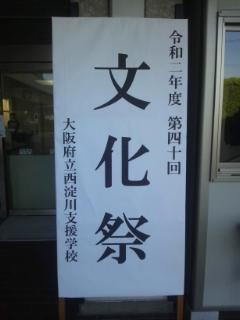 令和二年度 第四十回
文化祭
大阪府立西淀川支援学校